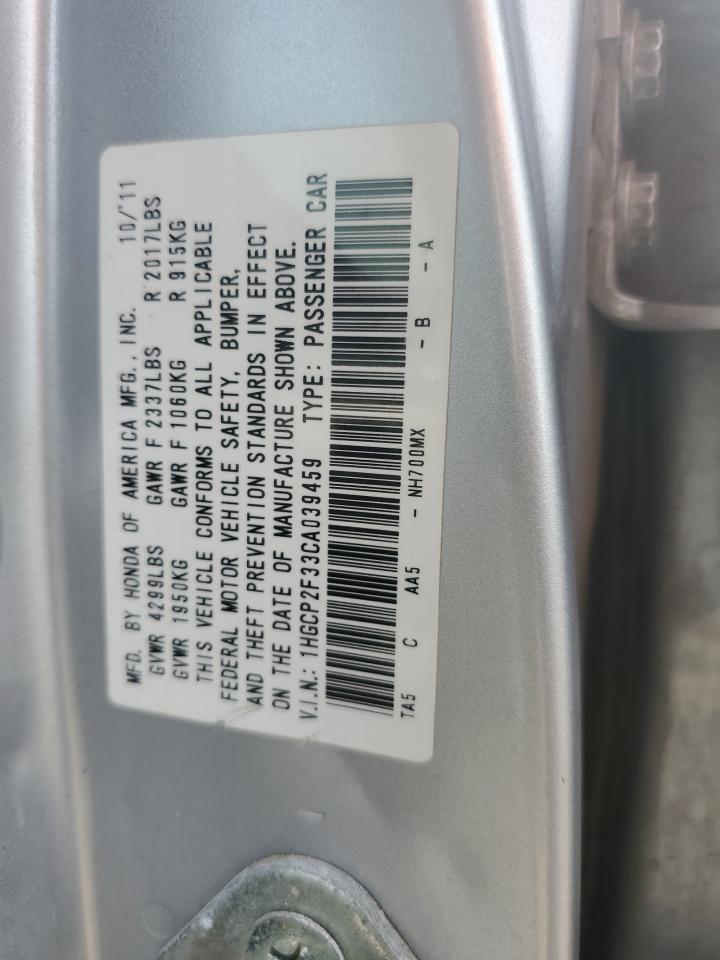 MFD. BY HONDA OF AMERICA MFG., INC. 10/'11
GVWR 4299LBS GAWR F 2337LBS R 2017LBS
GVWR 1950KG GAWR F 1060KG R 915KG
THIS VEHICLE CONFORMS TO ALL APPLICABLE
FEDERAL MOTOR VEHICLE SAFETY, BUMPER,
AND THEFT PREVENTION STANDARDS IN EFFECT
ON THE DATE OF MANUFACTURE SHOWN ABOVE.
V.I.N.: 1HGCP2F33CA039459 TYPE: PASSENGER CAR
TA5 C AA5 - NH700MX - B - A